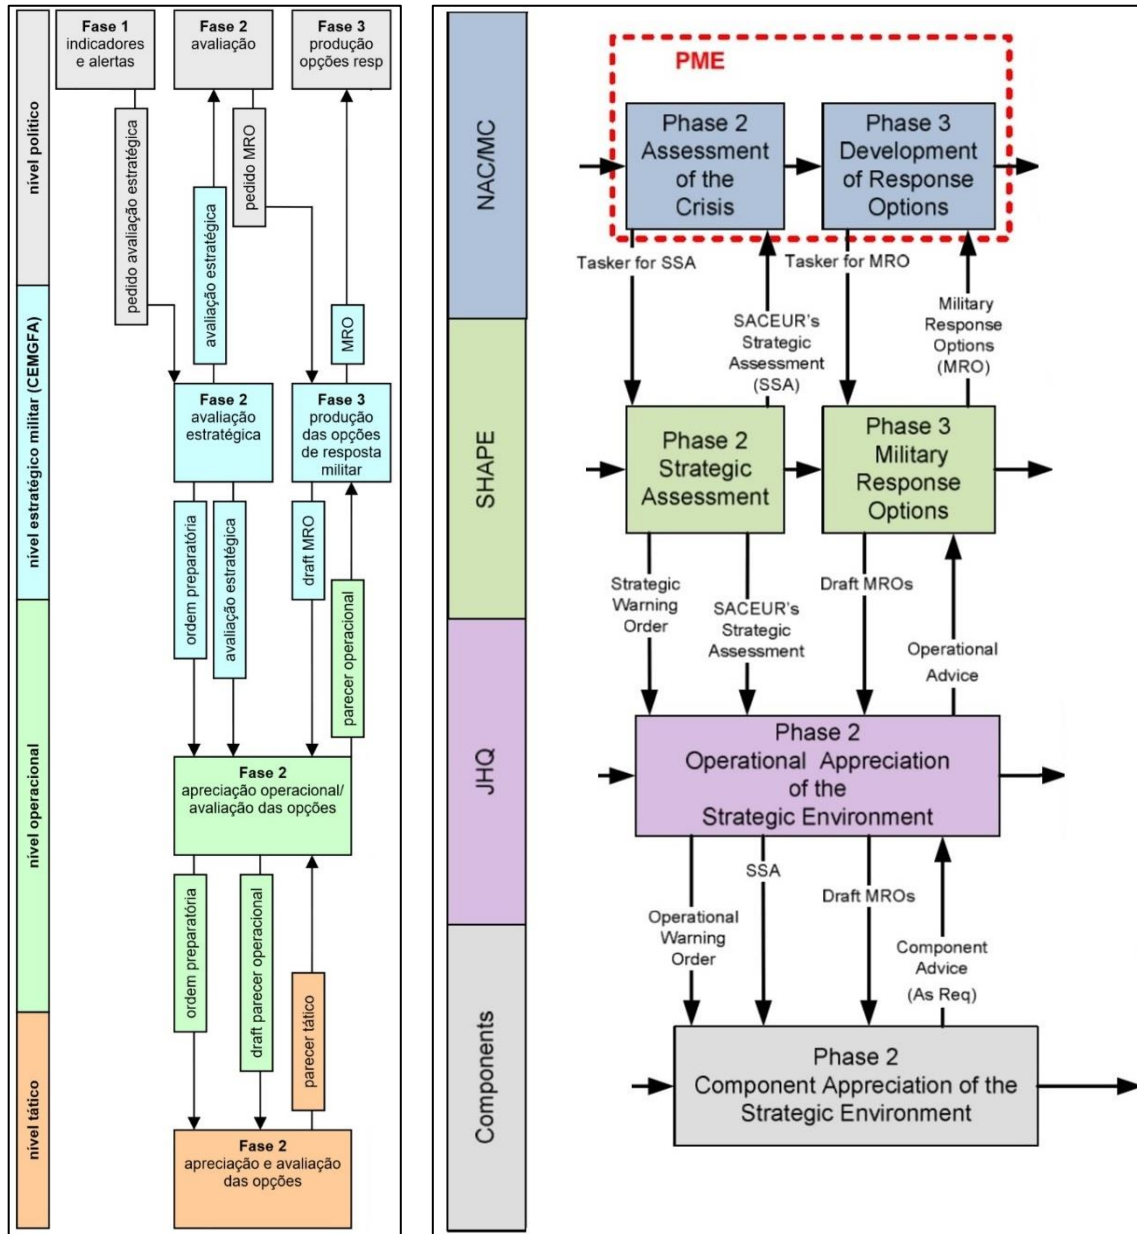 Fase 1
indicadores
e alertas
Fase 2
avaliação
Fase 3
produção
opções resp
nível político
pedido avaliação estratégica
avaliação estratégica
pedido MRO
MRO
nível estratégico militar (CEMGFA)
Fase 2
avaliação
estratégica
Fase 3
produção
das opções
de resposta
militar
ordem preparatória
avaliação estratégica
draft MRO
parecer operacional
nível operacional
Fase 2
apreciação operacional/
avaliação das opções
ordem preparatória
draft parecer operacional
parecer tático
nível tático
Fase 2
apreciação e avaliação
das opções
NAC/MC
PME
Phase 2
Assessment
of the
Crisis
Phase 3
Development
of Response
Options
Tasker for SSA
SACEUR's
Strategic
Assessment
(SSA)
Tasker for MRO
Military
Response
Options
(MRO)
SHAPE
Phase 2
Strategic
Assessment
Phase 3
Military
Response
Options
Strategic
Warning
Order
SACEUR's
Strategic
Assessment
Draft MROs
Operational
Advice
JHQ
Phase 2
Operational Appreciation
of the
Strategic Environment
Operational
Warning
Order
SSA
Draft MROs
Component
Advice
(As Req)
Components
Phase 2
Component Appreciation of the
Strategic Environment